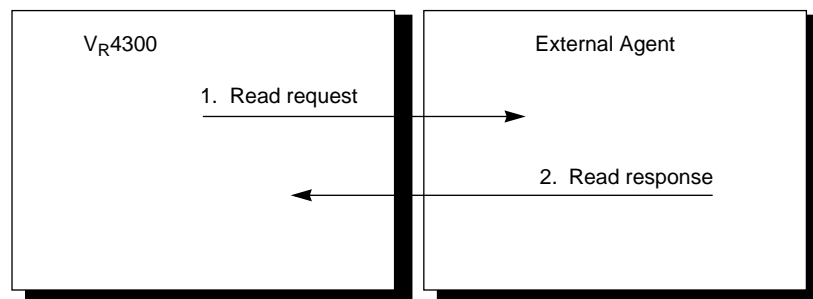 VR4300
External Agent
1. Read request
2. Read response